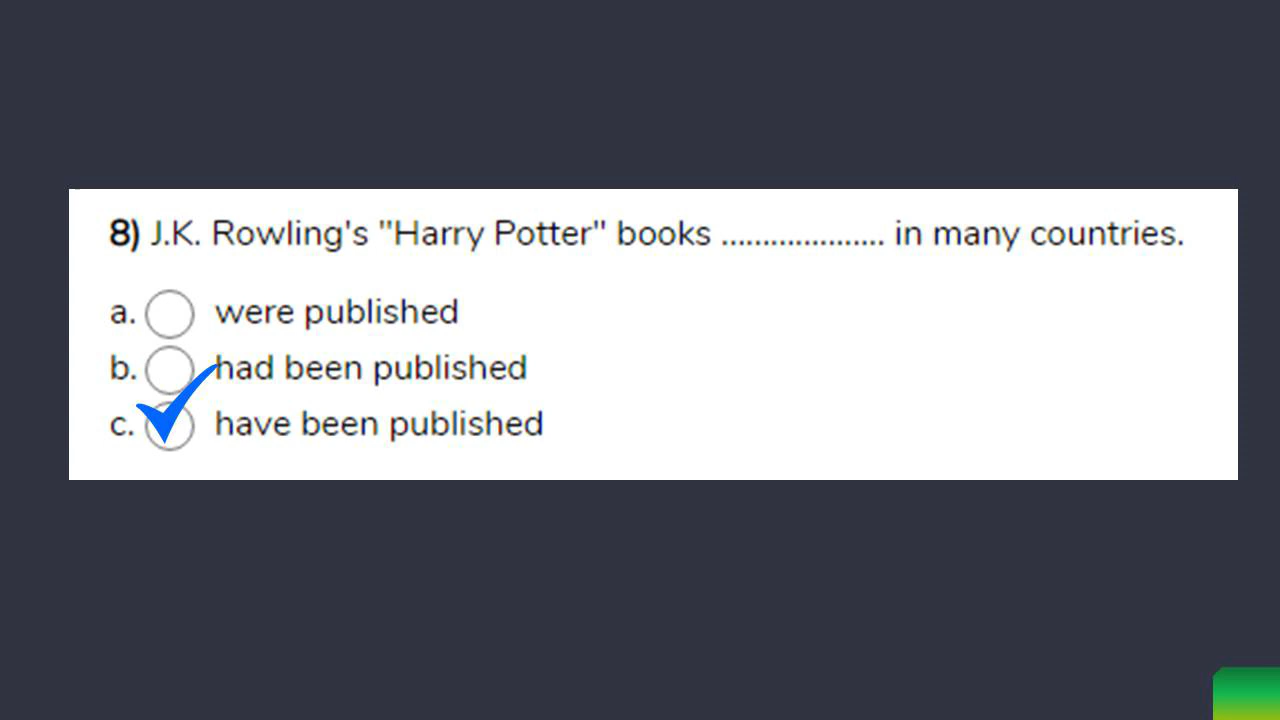 8) J.K. Rowling's "Harry Potter" books .................... in many countries.
a. were published
b. had been published
c. have been published